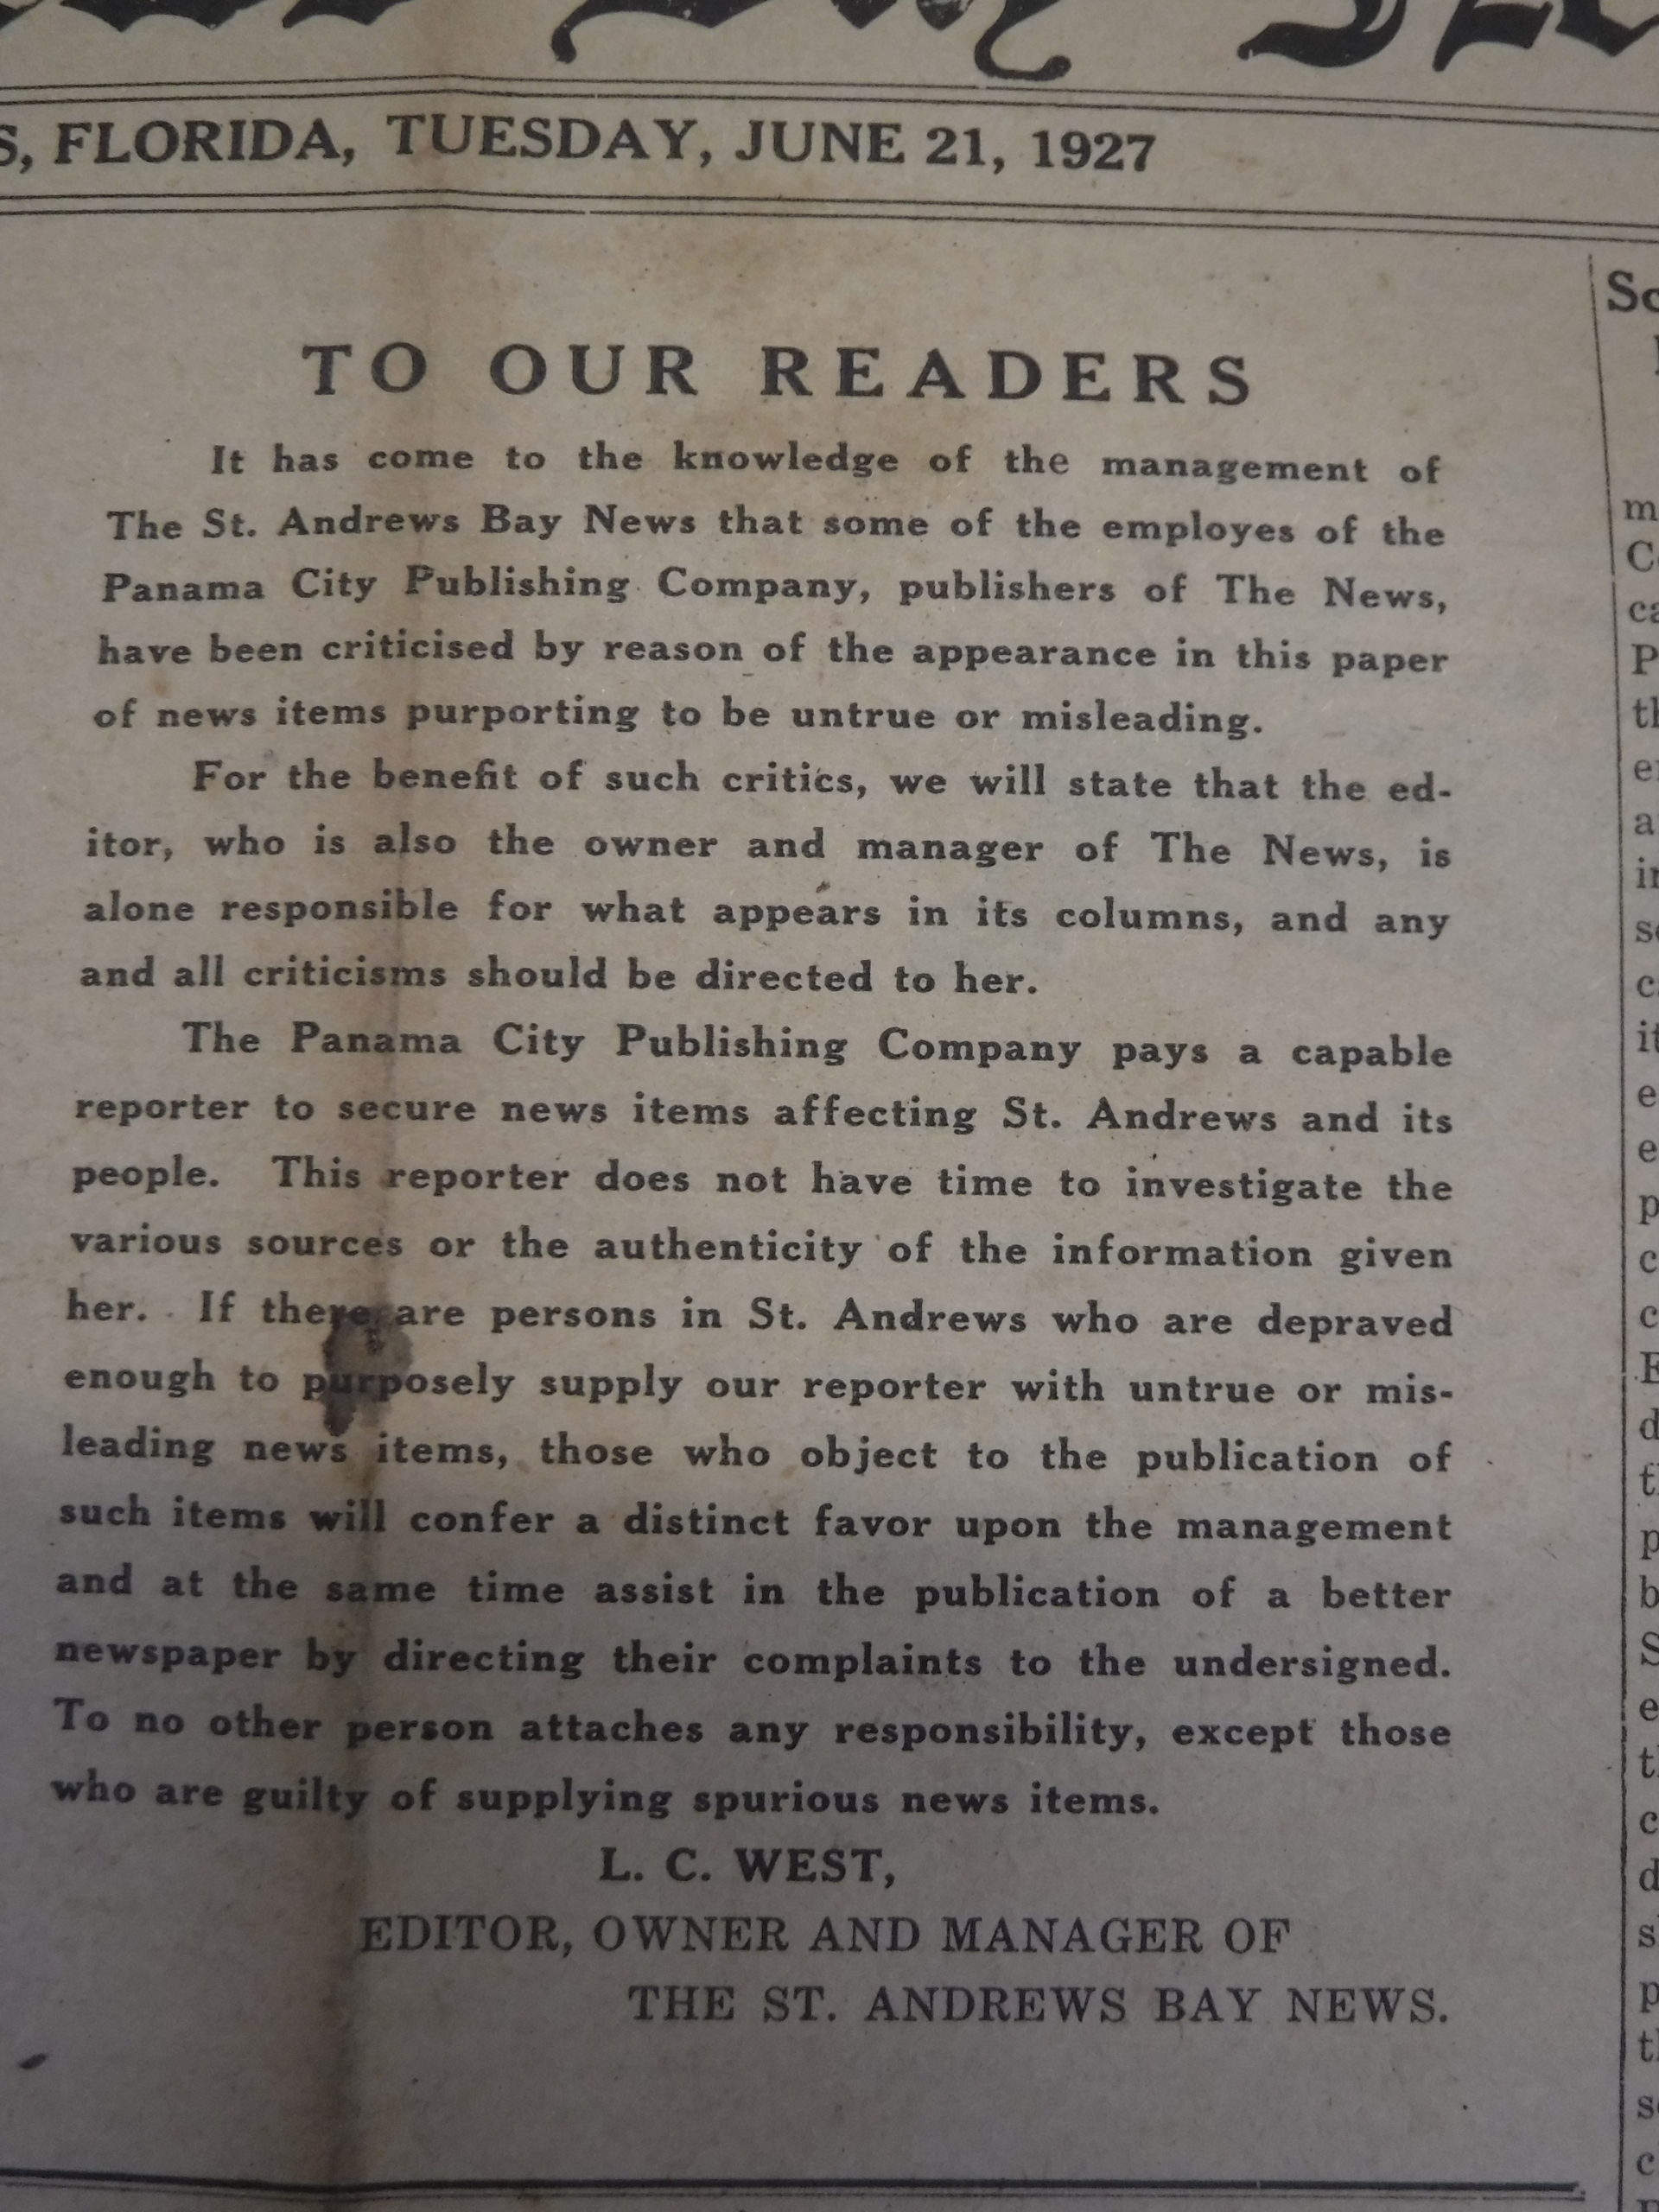 S, FLORIDA, TUESDAY, JUNE 21, 1927
TO OUR READERS
It has come to the knowledge of the management of
The St. Andrews Bay News that some of the employes of the
Panama City Publishing Company, publishers of The News,
have been criticised by reason of the appearance in this paper
of news items purporting to be untrue or misleading.
For the benefit of such critics, we will state that the ed-
itor, who is also the owner and manager of The News, is
alone responsible for what appears in its columns, and any
and all criticisms should be directed to her.
The Panama City Publishing Company pays a capable
reporter to secure news items affecting St. Andrews and its
people. This reporter does not have time to investigate the
various sources or the authenticity of the information given
her. If there are persons in St. Andrews who are depraved
enough to purposely supply our reporter with untrue or mis-
leading news items, those who object to the publication of
such items will confer a distinct favor upon the management
and at the same time assist in the publication of a better
newspaper by directing their complaints to the undersigned.
To no other person attaches any responsibility, except those
who are guilty of supplying spurious news items.
L. C. WEST,
EDITOR, OWNER AND MANAGER OF
THE ST. ANDREWS BAY NEWS.